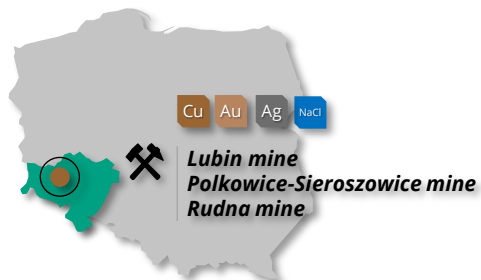 Cu Au Ag NaCl
Lubin mine
Polkowice-Sieroszowice mine
Rudna mine